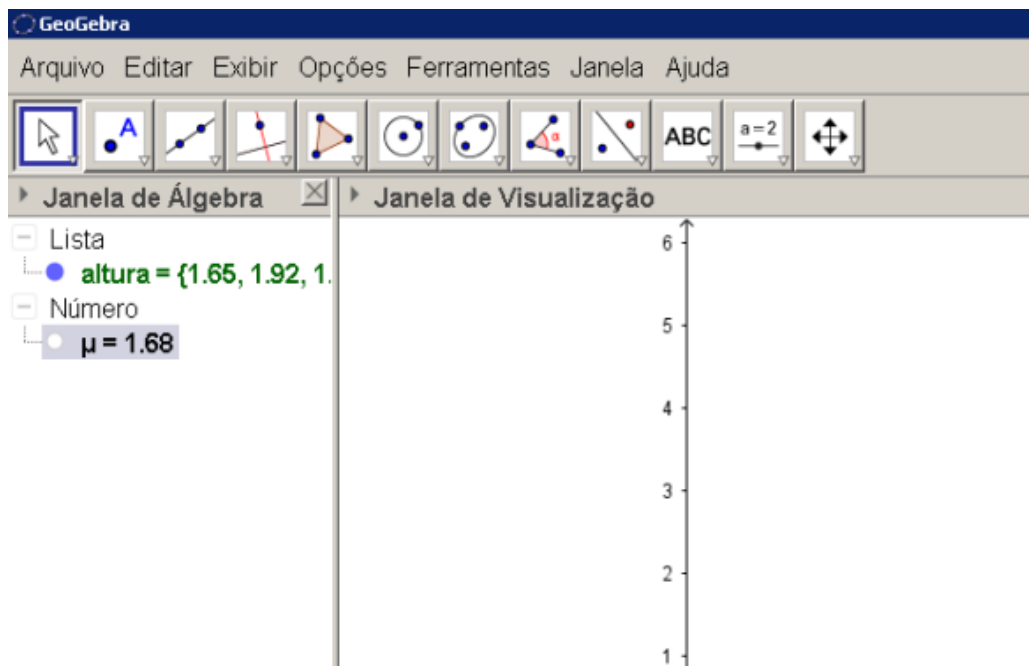 GeoGebra
Arquivo Editar Exibir Opções Ferramentas Janela Ajuda
A α ABC a=2
Janela de Álgebra
Janela de Visualização
Lista
altura = {1.65, 1.92, 1.
Número
μ = 1.68
6
5
4
3
2
1